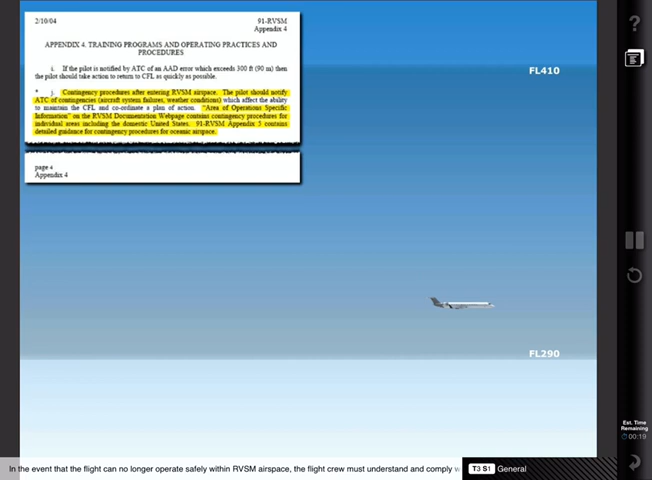 2/10/04
91-RVSM
Appendix 4
APPENDIX 4. TRAINING PROGRAMS AND OPERATING PRACTICES AND
PROCEDURES
i. If the pilot is notified by ATC of an AAD error which exceeds 300 ft (90 m) then
the pilot should take action to return to CFL as quickly as possible.
* j. Contingency procedures after entering RVSM airspace. The pilot should notify
ATC of contingencies (aircraft system failures, weather conditions) which affect the ability
to maintain the CFL and co-ordinate a plan of action. "Area of Operations Specific
Information" on the RVSM Documentation Webpage contains contingency procedures for
individual areas including the domestic United States. 91-RVSM Appendix 5 contains
detailed guidance for contingency procedures for oceanic airspace.
page 4
Appendix 4
FL410
FL290
?
Est. Time
Remaining
00:19
In the event that the flight can no longer operate safely within RVSM airspace, the flight crew must understand and comply
T3 S1 General